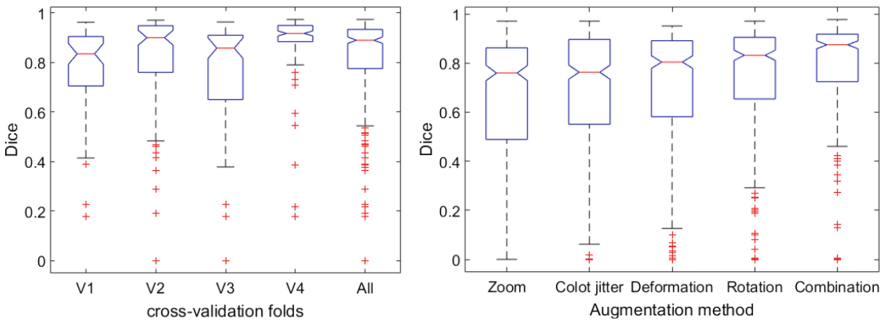 1
0.8
0.6
0.4
0.2
0
Dice
V1 V2 V3 V4 All
cross-validation folds
1
0.8
0.6
0.4
0.2
0
Dice
Zoom Colot jitter Deformation Rotation Combination
Augmentation method